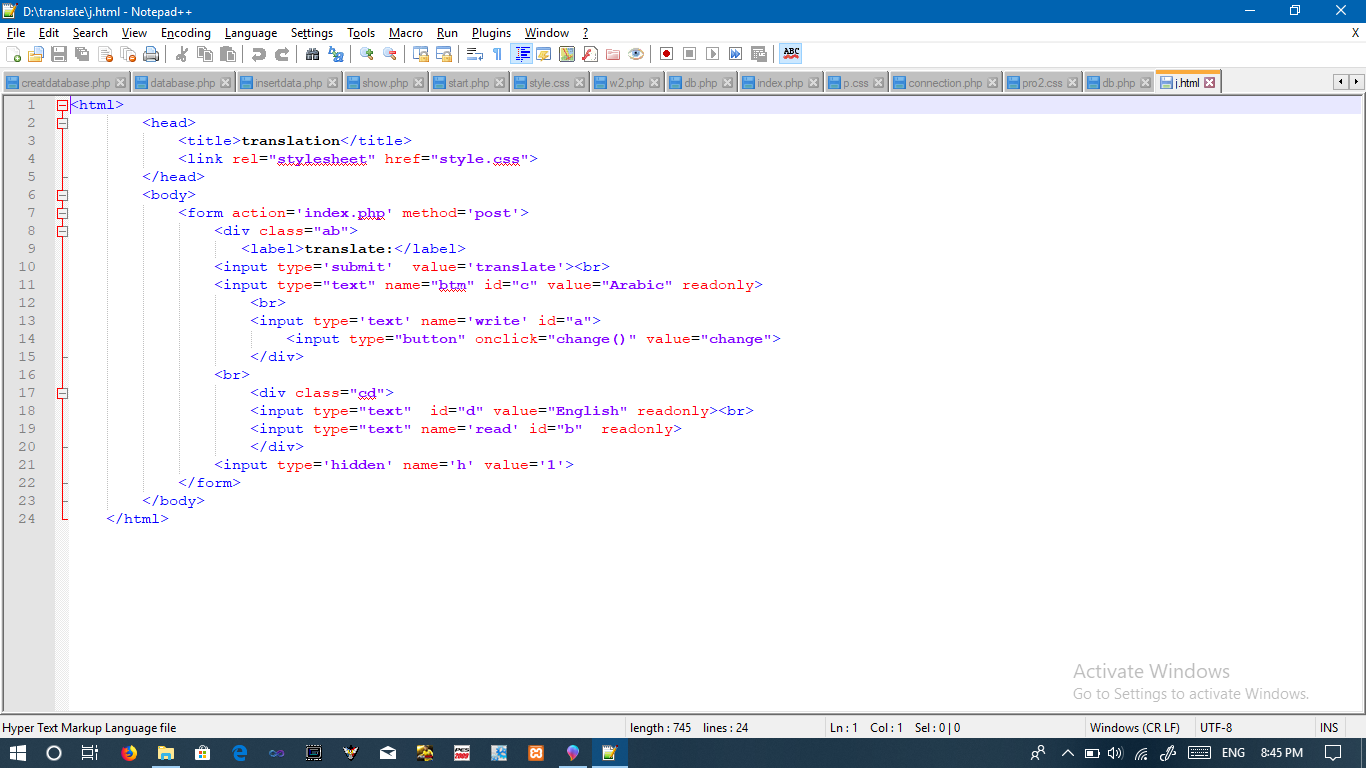 D:\translate\j.html - Notepad++
File Edit Search View Encoding Language Settings Tools Macro Run Plugins Window ? X
ABC
creatdatabase.php database.php insertdata.php show.php start.php style.css w2.php db.php index.php p.css connection.php pro2.css db.php j.html
1 <html>
2 <head>
3 <title>translation</title>
4 <link rel="stylesheet" href="style.css">
5 </head>
6 <body>
7 <form action='index.php' method='post'>
8 <div class="ab">
9 <label>translate:</label>
10 <input type='submit'  value='translate'><br>
11 <input type="text" name="btm" id="c" value="Arabic" readonly>
12 <br>
13 <input type='text' name='write' id="a">
14 <input type="button" onclick="change()" value="change">
15 </div>
16 <br>
17 <div class="cd">
18 <input type="text"  id="d" value="English" readonly><br>
19 <input type="text" name='read' id="b"  readonly>
20 </div>
21 <input type='hidden' name='h' value='1'>
22 </form>
23 </body>
24 </html>
Activate Windows
Go to Settings to activate Windows.
Hyper Text Markup Language file length : 745 lines : 24 Ln : 1 Col : 1 Sel : 0 | 0 Windows (CR LF) UTF-8 INS
ENG 8:45 PM